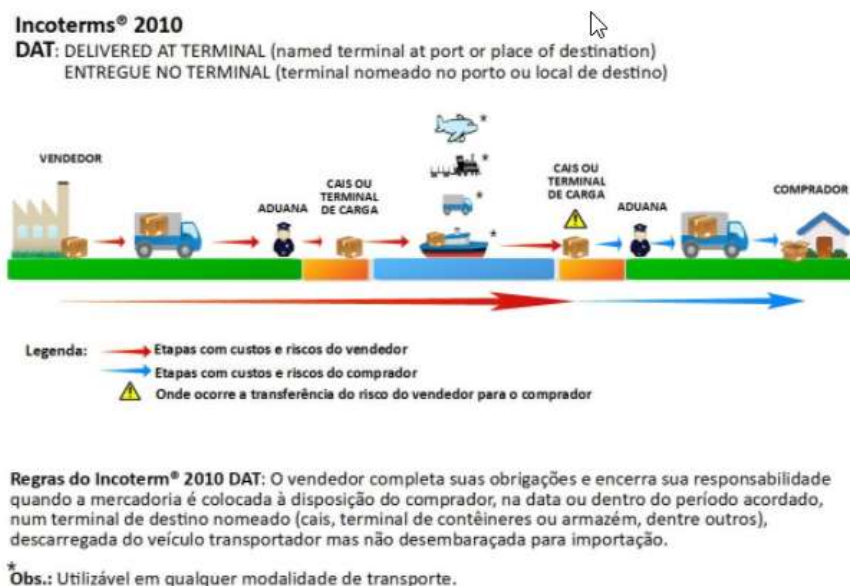 Incoterms® 2010
DAT: DELIVERED AT TERMINAL (named terminal at port or place of destination)
ENTREGUE NO TERMINAL (terminal nomeado no porto ou local de destino)
*
*
VENDEDOR
CAIS OU
TERMINAL
DE CARGA
COMPRADOR
CAIS OU
TERMINAL
DE CARGA
*
ADUANA
ADUANA
*
Legenda:
Etapas com custos e riscos do vendedor
Etapas com custos e riscos do comprador
Onde ocorre a transferência do risco do vendedor para o comprador
Regras do Incoterm® 2010 DAT: O vendedor completa suas obrigações e encerra sua responsabilidade
quando a mercadoria é colocada à disposição do comprador, na data ou dentro do período acordado,
num terminal de destino nomeado (cais, terminal de contêineres ou armazém, dentre outros),
descarregada do veículo transportador mas não desembaraçada para importação.
*Obs.: Utilizável em qualquer modalidade de transporte.